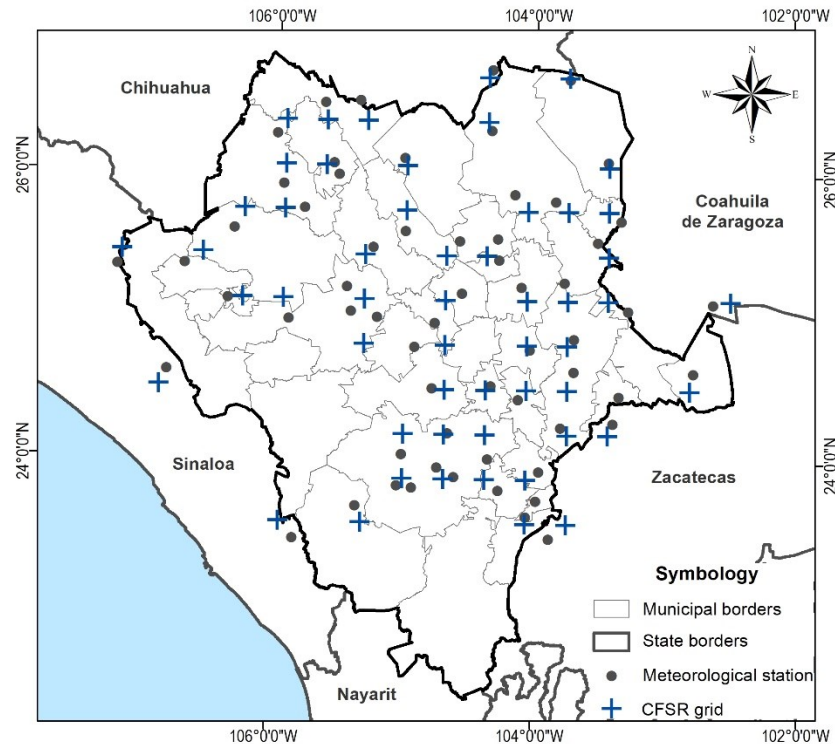 106°0'0"W 104°0'0"W 102°0'0"W
Chihuahua
N
W E
S
26°0'0"N 26°0'0"N
Coahuila
de Zaragoza
24°0'0"N 24°0'0"N
Sinaloa
Zacatecas
Symbology
Municipal borders
State borders
Meteorological station
Nayarit
CFSR grid
106°0'0"W 104°0'0"W 102°0'0"W